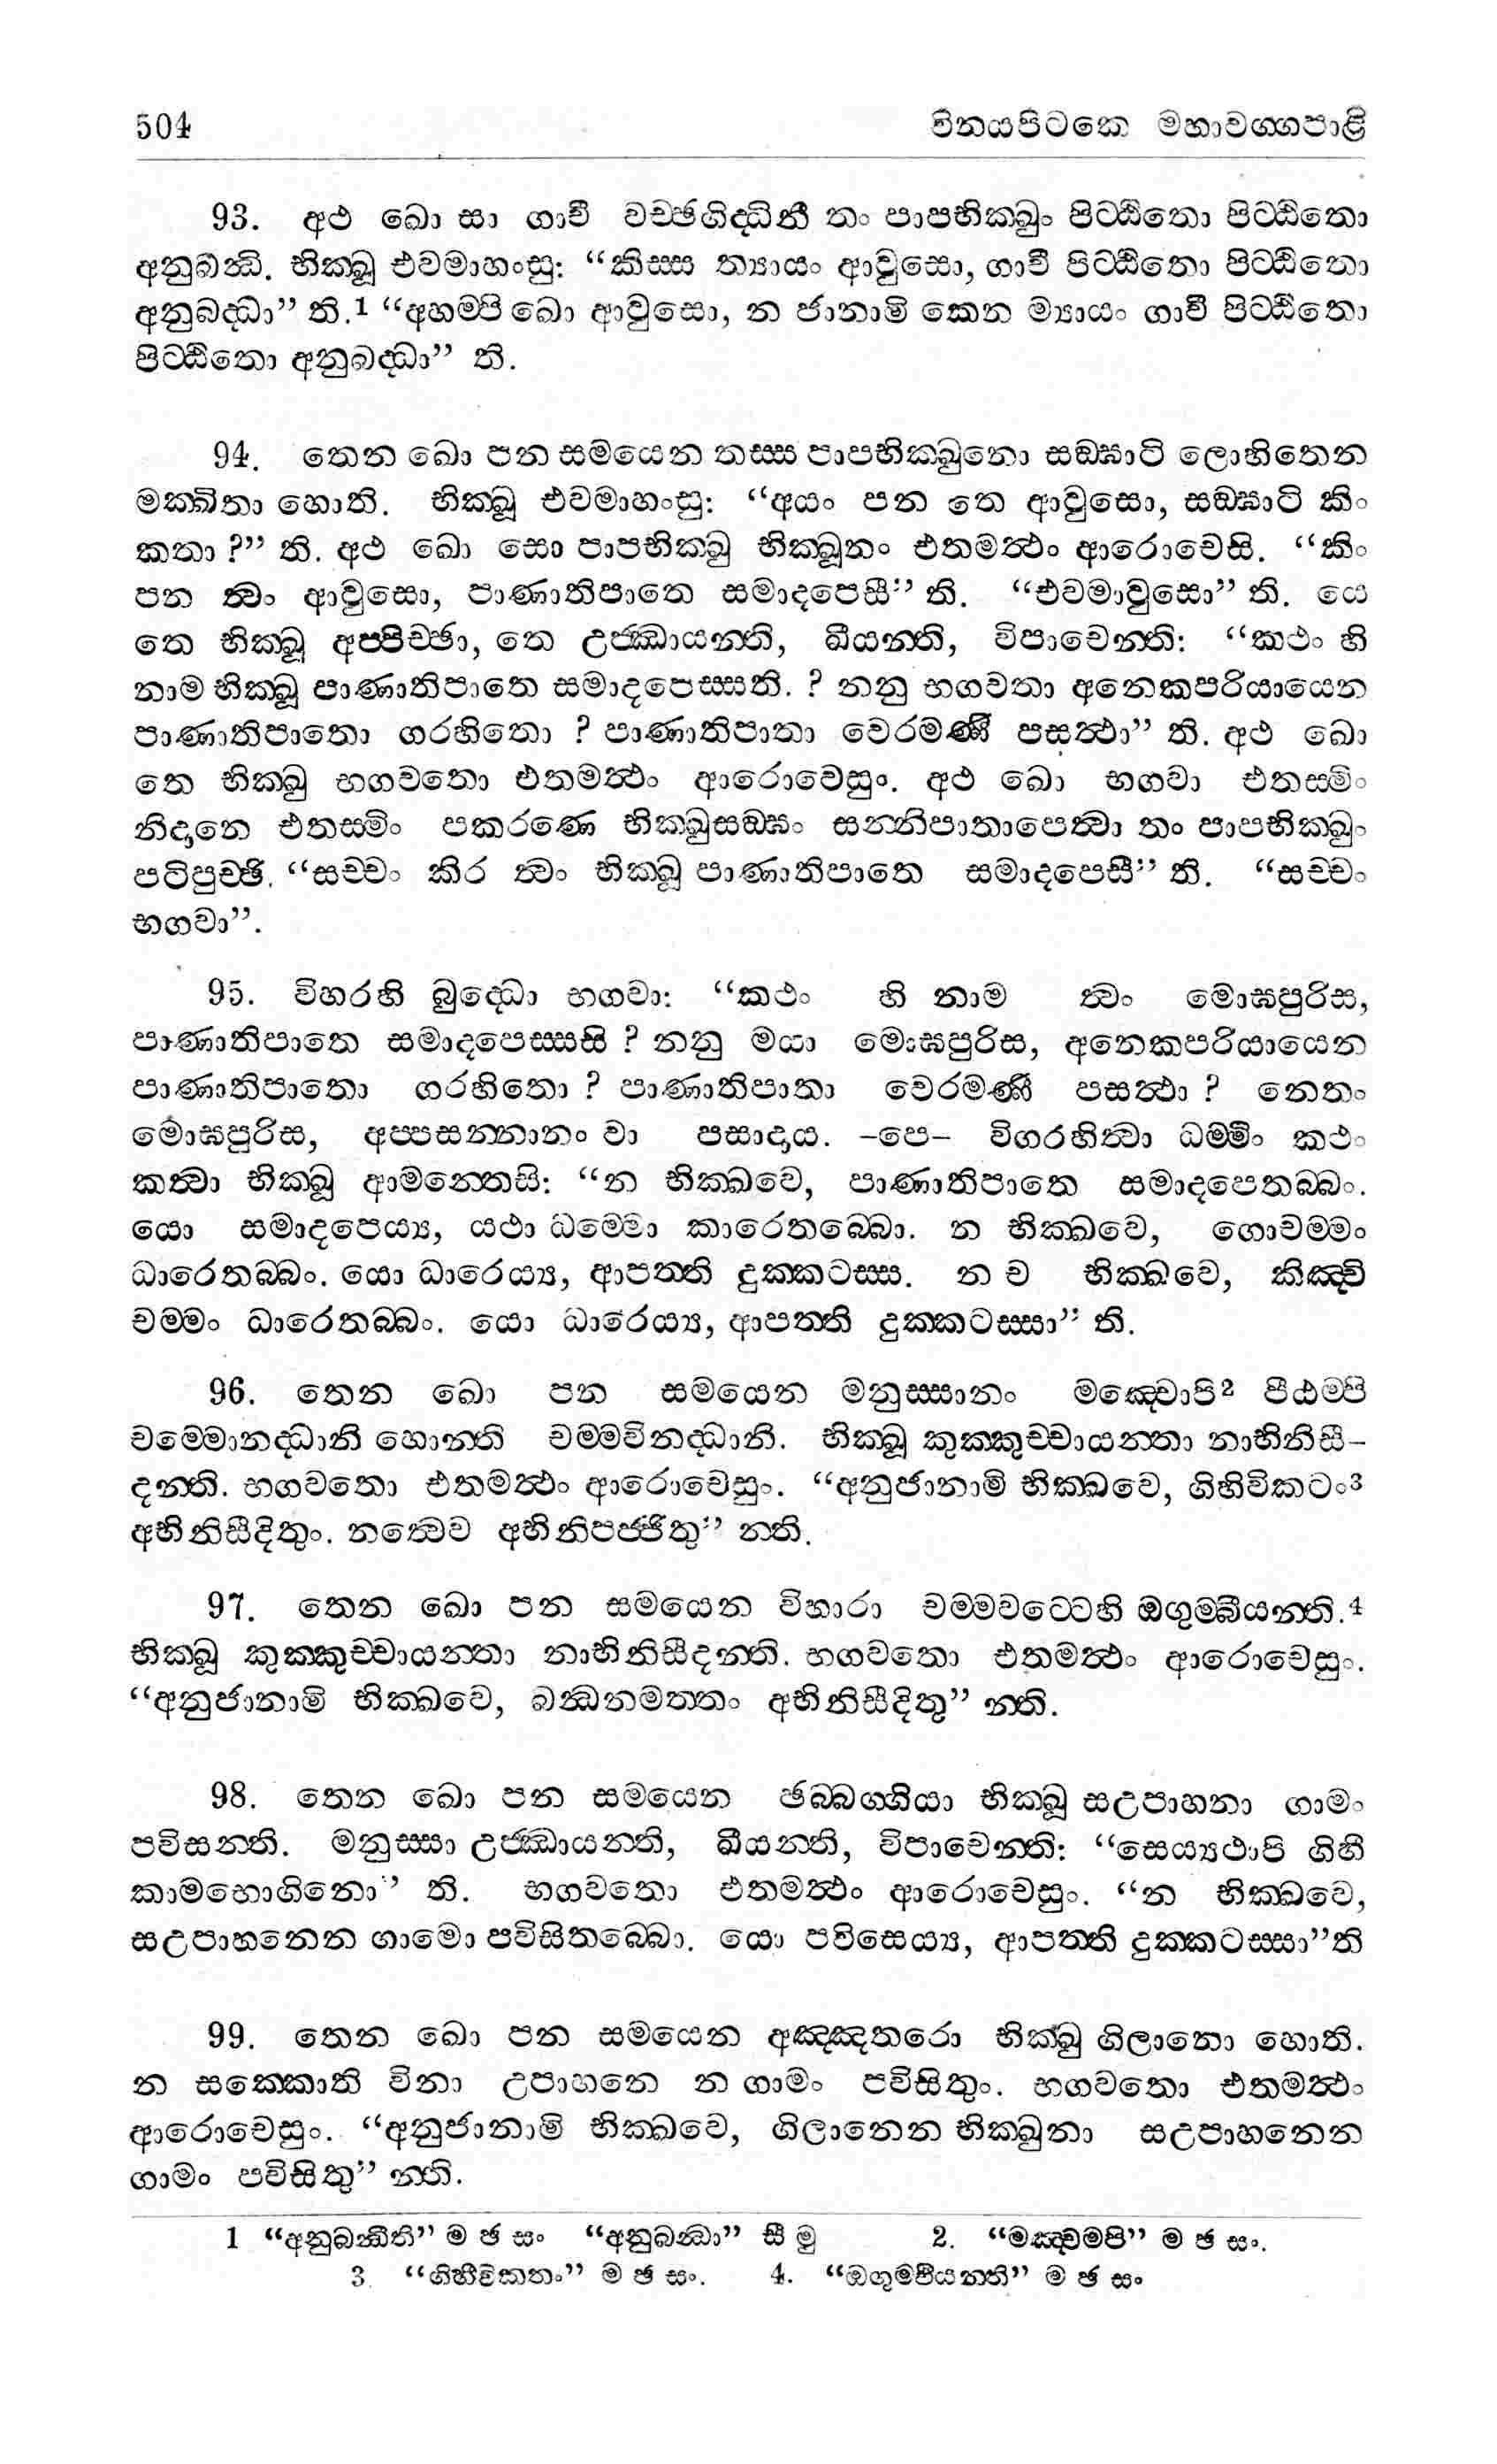 504 විනයපිටකෙ මහාවග්ගපාළි
93. අථ ඛො සා ගාවී වච්ඡගිද්ධිනී තං පාපභික්ඛුං පිට්ඨිතො පිට්ඨිතො
අනුබන්ධි. භික්ඛූ එවමාහංසු: “කිස්ස ත්‍යායං ආවුසො, ගාවී පිට්ඨිතො පිට්ඨිතො
අනුබද්ධා” ති.1 “අහම්පි ඛො ආවුසො, න ජානාමි කෙන ම්‍යායං ගාවී පිට්ඨිතො
පිට්ඨිතො අනුබද්ධා” ති.
94. තෙන ඛො පන සමයෙන තස්ස පාපභික්ඛුනො සඞ්ඝාටි ලොහිතෙන
මක්ඛිතා හොති. භික්ඛූ එවමාහංසු: “අයං පන තෙ ආවුසො, සඞ්ඝාටි කිං
කතා ?” ති. අථ ඛො සො පාපභික්ඛු භික්ඛූනං එතමත්ථං ආරොචෙසි. “කිං
පන ත්වං ආවුසො, පාණාතිපාතෙ සමාදපෙසී” ති. “එවමාවුසො” ති. යෙ
තෙ භික්ඛූ අප්පිච්ඡා, තෙ උජ්ඣායන්ති, ඛීයන්ති, විපාචෙන්ති: “කථං හි
නාම භික්ඛූ පාණාතිපාතෙ සමාදපෙස්සති. ? නනු භගවතා අනෙකපරියායෙන
පාණාතිපාතො ගරහිතො ? පාණාතිපාතා වෙරමණී පසත්ථා” ති. අථ ඛො
තෙ භික්ඛු භගවතො එතමත්ථං ආරොචෙසුං. අථ ඛො භගවා එතස්මිං
නිදානෙ එතස්මිං පකරණෙ භික්ඛුසඞ්ඝං සන්නිපාතාපෙත්වා තං පාපභික්ඛුං
පටිපුච්ඡි. “සච්චං කිර ත්වං භික්ඛූ පාණාතිපාතෙ සමාදපෙසී” ති. “සච්චං
භගවා”.
95. විහරහි බුද්ධො භගවා: “කථං හි නාම ත්වං මොඝපුරිස,
පාණාතිපාතෙ සමාදපෙස්සසි ? නනු මයා මොඝපුරිස, අනෙකපරියායෙන
පාණාතිපාතො ගරහිතො ? පාණාතිපාතා වෙරමණී පසත්ථා ? නෙතං
මොඝපුරිස, අප්පසන්නානං වා පසාදාය. –පෙ– විගරහිත්වා ධම්මිං කථං
කත්වා භික්ඛූ ආමන්තෙසි: “න භික්ඛවෙ, පාණාතිපාතෙ සමාදපෙතබ්බං.
යො සමාදපෙය්‍ය, යථා ධම්මො කාරෙතබ්බො. න භික්ඛවෙ, ගොචම්මං
ධාරෙතබ්බං. යො ධාරෙය්‍ය, ආපත්ති දුක්කටස්ස. න ච භික්ඛවෙ, කිඤ්චි
චම්මං ධාරෙතබ්බං. යො ධාරෙය්‍ය, ආපත්ති දුක්කටස්සා” ති.
96. තෙන ඛො පන සමයෙන මනුස්සානං මඤ්චොපි2 පීඨම්පි
චම්මොනද්ධානි හොන්ති චම්මවිනද්ධානි. භික්ඛූ කුක්කුච්චායන්තා නාභිනිසී–
දන්ති. භගවතො එතමත්ථං ආරොචෙසුං. “අනුජානාමි භික්ඛවෙ, ගිහිවිකටං3
අභිනිසීදිතුං. නත්වෙව අභිනිපජ්ජිතු” න්ති.
97. තෙන ඛො පන සමයෙන විහාරා චම්මවට්ටෙහි ඔගුම්බීයන්ති.4
භික්ඛූ කුක්කුච්චායන්තා නාභිනිසීදන්ති. භගවතො එතමත්ථං ආරොචෙසුං.
“අනුජානාමි භික්ඛවෙ, බන්ධනමත්තං අභිනිසීදිතු” න්ති.
98. තෙන ඛො පන සමයෙන ඡබ්බග්ගියා භික්ඛූ සඋපාහනා ගාමං
පවිසන්ති. මනුස්සා උජ්ඣායන්ති, ඛීයන්ති, විපාචෙන්ති: “සෙය්‍යථාපි ගිහී
කාමභොගිනො” ති. භගවතො එතමත්ථං ආරොචෙසුං. “න භික්ඛවෙ,
සඋපාහනෙන ගාමො පවිසිතබ්බො. යො පවිසෙය්‍ය, ආපත්ති දුක්කටස්සා”ති
99. තෙන ඛො පන සමයෙන අඤ්ඤතරො භික්ඛු ගිලානො හොති.
න සක්කොති විනා උපාහනෙ න ගාමං පවිසිතුං. භගවතො එතමත්ථං
ආරොචෙසුං. “අනුජානාමි භික්ඛවෙ, ගිලානෙන භික්ඛුනා සඋපාහනෙන
ගාමං පවිසිතු” න්ති.
1 “අනුබන්ධීති” ම ඡ සං “අනුබන්ධා” සී මු 2. “මඤ්චම්පි” ම ඡ සං.
3. “ගිහිවිකතං” ම ඡ සං. 4. “ඔගුම්ඵියන්ති” ම ඡ සං